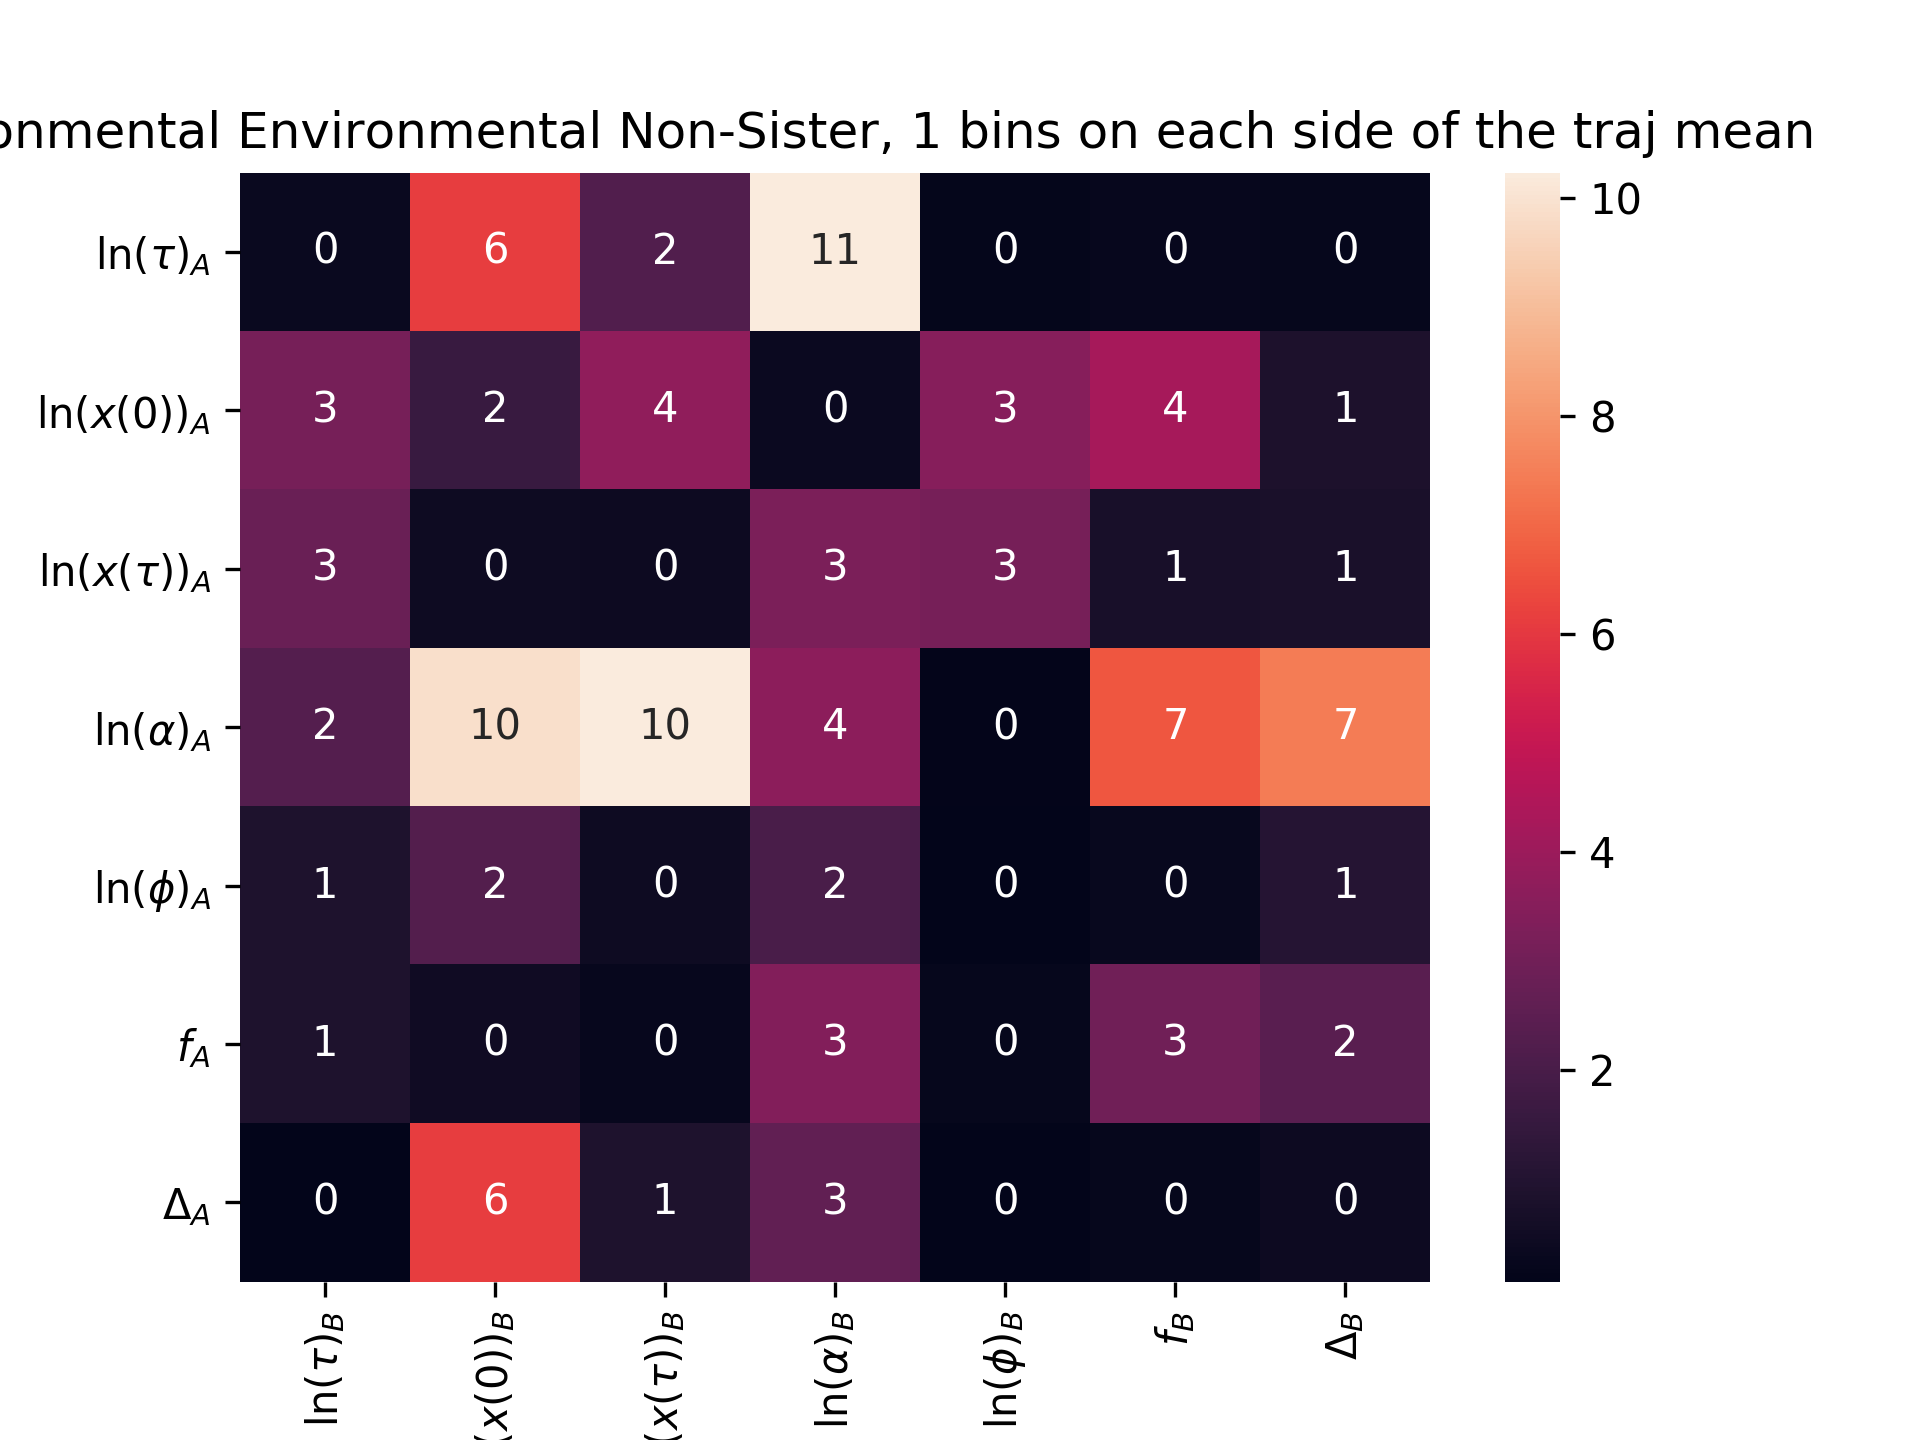 onmental Environmental Non-Sister, 1 bins on each side of the traj mean
ln(τ)A 0 6 2 11 0 0 0
ln(x(0))A 3 2 4 0 3 4 1
ln(x(τ))A 3 0 0 3 3 1 1
ln(α)A 2 10 10 4 0 7 7
ln(ϕ)A 1 2 0 2 0 0 1
fA 1 0 0 3 0 3 2
ΔA 0 6 1 3 0 0 0
ln(τ)B (x(0))B (x(τ))B ln(α)B ln(ϕ)B fB ΔB
10
8
6
4
2